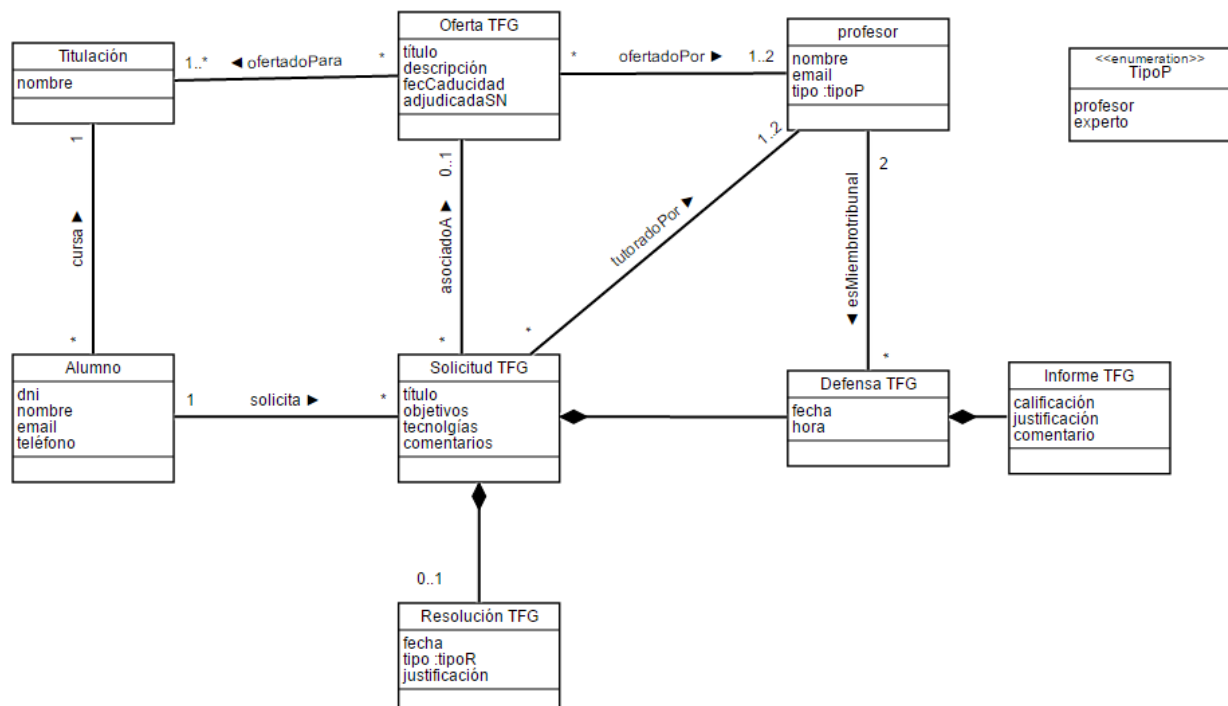 Oferta TFG
título
descripción
fecCaducidad
adjudicadaSN
profesor
nombre
email
tipo :tipoP
<<enumeration>>
TipoP
profesor
experto
Titulación
nombre
1..* ◄ ofertadoPara *
* ofertadoPor ► 1..2
1
cursa ►
*
0..1
asociadoA ►
*
1..2
tutoradoPor ►
*
2
◄ esMiembrotribunal
*
Alumno
dni
nombre
email
teléfono
1 solicita ► *
Solicitud TFG
título
objetivos
tecnolgías
comentarios
Defensa TFG
fecha
hora
Informe TFG
calificación
justificación
comentario
0..1
Resolución TFG
fecha
tipo :tipoR
justificación